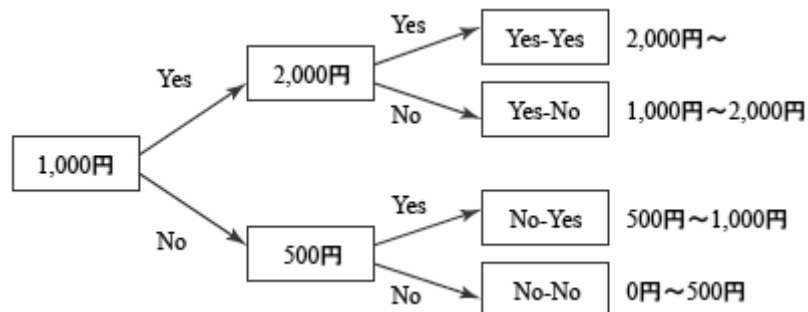 Yes
Yes-Yes 2,000円～
2,000円
Yes
No
Yes-No 1,000円～2,000円
1,000円
Yes
No-Yes 500円～1,000円
No
500円
No
No-No 0円～500円